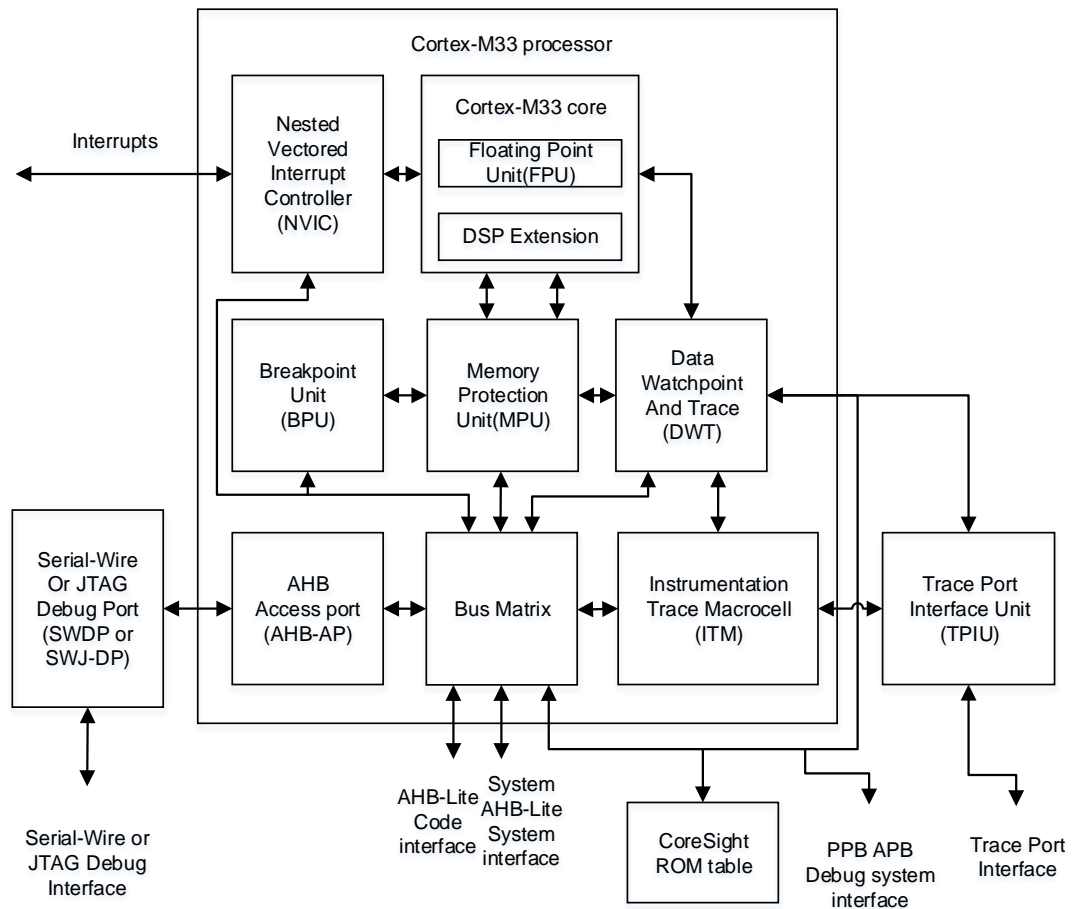 Cortex-M33 processor
Interrupts
Nested
Vectored
Interrupt
Controller
(NVIC)
Cortex-M33 core
Floating Point
Unit(FPU)
DSP Extension
Breakpoint
Unit
(BPU)
Memory
Protection
Unit(MPU)
Data
Watchpoint
And Trace
(DWT)
Serial-Wire
Or JTAG
Debug Port
(SWDP or
SWJ-DP)
AHB
Access port
(AHB-AP)
Bus Matrix
Instrumentation
Trace Macrocell
(ITM)
Trace Port
Interface Unit
(TPIU)
Serial-Wire or
JTAG Debug
Interface
AHB-Lite
Code
interface
System
AHB-Lite
System
interface
CoreSight
ROM table
PPB APB
Debug system
interface
Trace Port
Interface